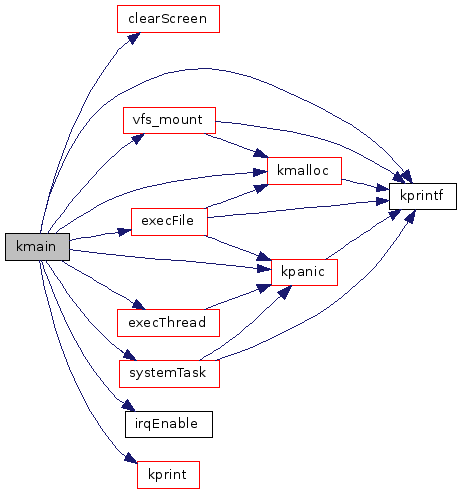 clearScreen
vfs_mount
kmalloc
kprintf
execFile
kmain
kpanic
execThread
systemTask
irqEnable
kprint